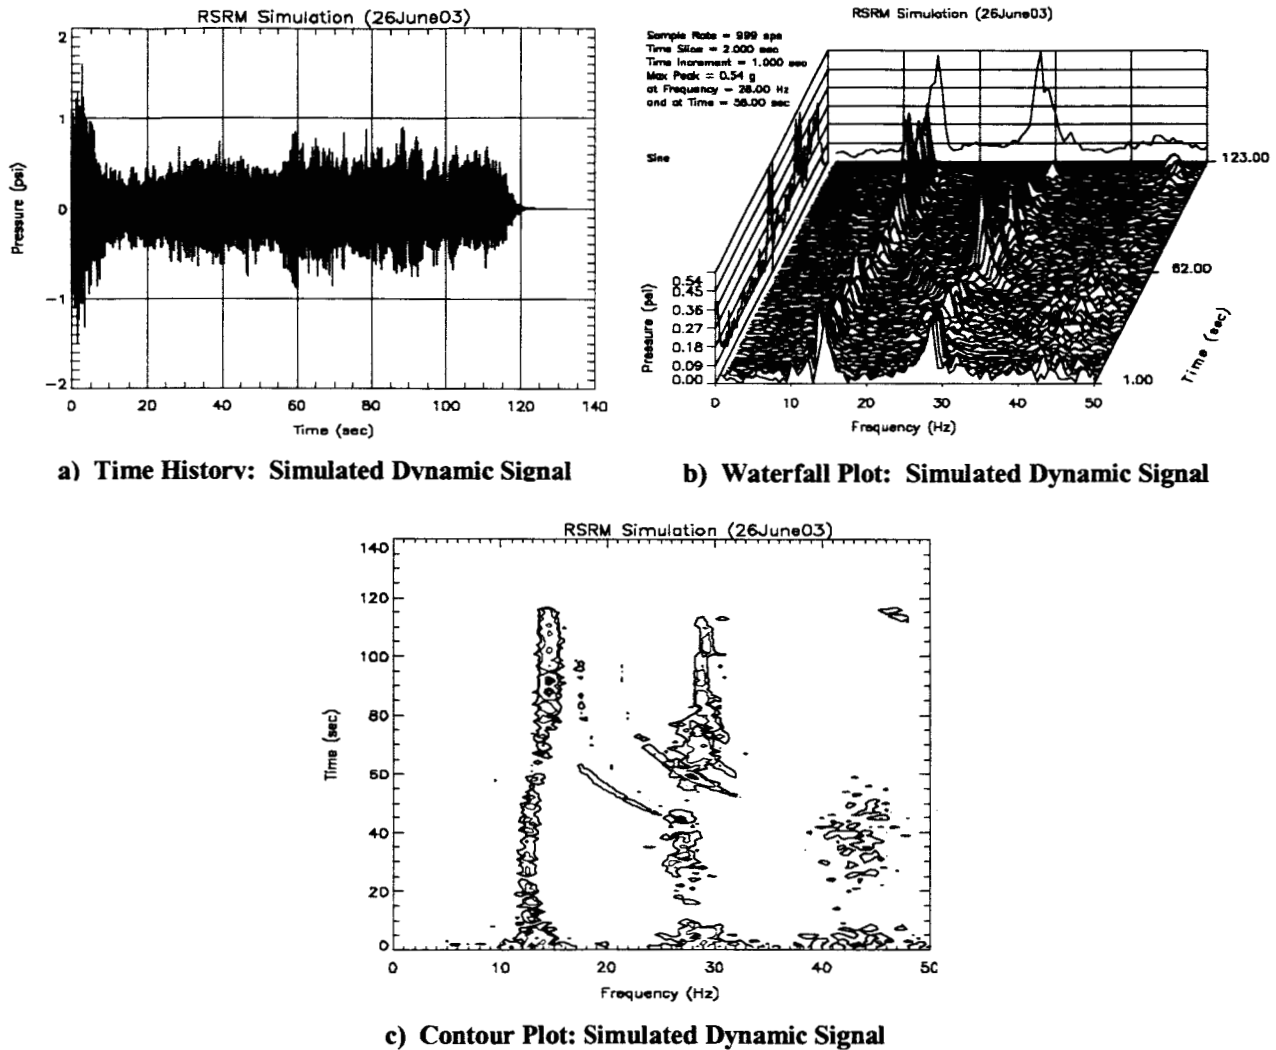 RSRM Simulation (26June03)
2
1
0
-1
-2
Pressure (psi)
0 20 40 60 80 100 120 140
Time (sec)
a) Time History: Simulated Dynamic Signal
RSRM Simulation (26June03)
Sample Rate = 999 sps
Time Slice = 2.000 sec
Time Increment = 1.000 sec
Max Peak = 0.54 g
at Frequency = 28.00 Hz
and at Time = 58.00 sec
Sine
123.00
62.00
1.00
Time (sec)
0.54
0.45
0.36
0.27
0.18
0.09
0.00
Pressure (psi)
0 10 20 30 40 50
Frequency (Hz)
b) Waterfall Plot: Simulated Dynamic Signal
RSRM Simulation (26June03)
140
120
100
80
60
40
20
0
Time (sec)
0 10 20 30 40 50
Frequency (Hz)
c) Contour Plot: Simulated Dynamic Signal